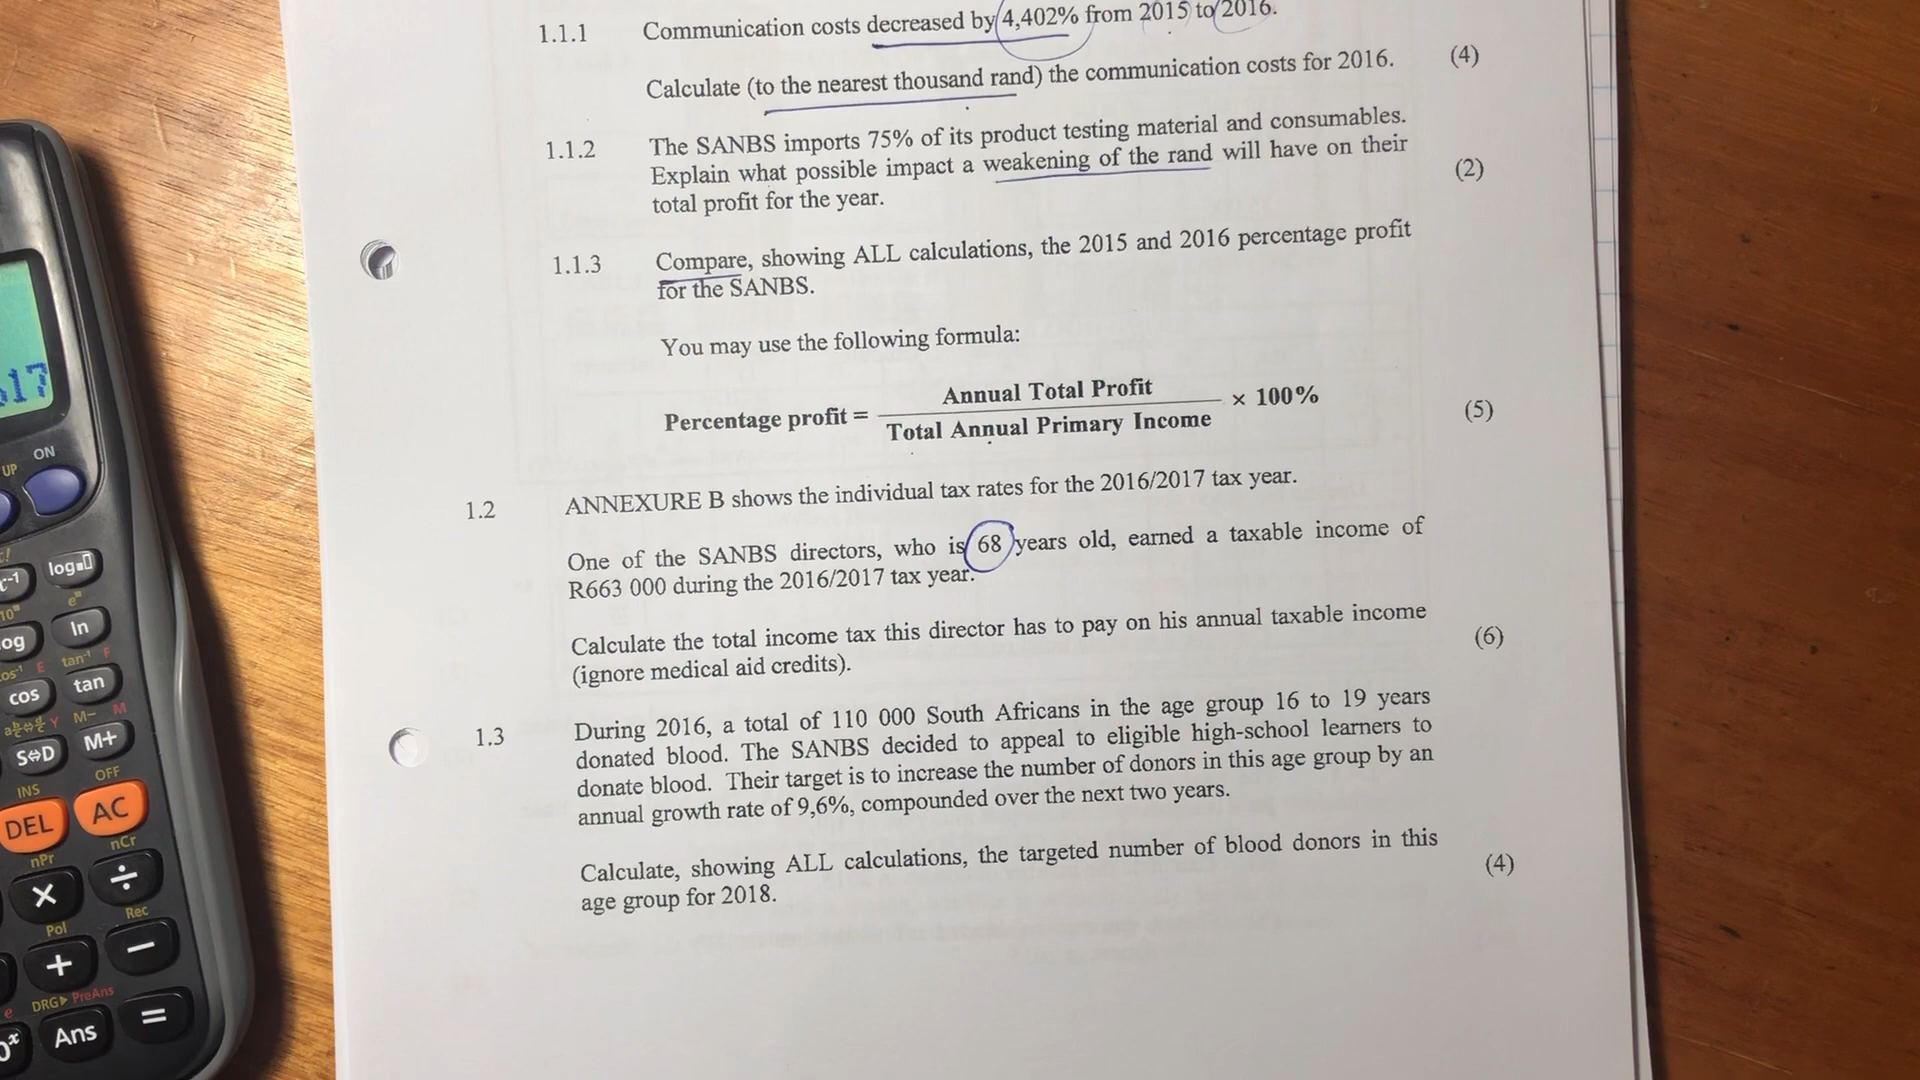 1.1.1 Communication costs decreased by 4,402% from 2015 to 2016.
Calculate (to the nearest thousand rand) the communication costs for 2016. (4)
1.1.2 The SANBS imports 75% of its product testing material and consumables.
Explain what possible impact a weakening of the rand will have on their
total profit for the year. (2)
1.1.3 Compare, showing ALL calculations, the 2015 and 2016 percentage profit
for the SANBS.
You may use the following formula:
Percentage profit = Annual Total Profit / Total Annual Primary Income × 100% (5)
1.2 ANNEXURE B shows the individual tax rates for the 2016/2017 tax year.
One of the SANBS directors, who is 68 years old, earned a taxable income of
R663 000 during the 2016/2017 tax year.
Calculate the total income tax this director has to pay on his annual taxable income
(ignore medical aid credits). (6)
1.3 During 2016, a total of 110 000 South Africans in the age group 16 to 19 years
donated blood. The SANBS decided to appeal to eligible high-school learners to
donate blood. Their target is to increase the number of donors in this age group by an
annual growth rate of 9,6%, compounded over the next two years.
Calculate, showing ALL calculations, the targeted number of blood donors in this
age group for 2018. (4)
17
UP ON
log
ln
tan⁻¹ F
cos tan
M− M
S⇔D M+
OFF
INS
DEL AC
nPr nCr
× ÷
Rec
Pol
+ −
DRG▶ PreAns
Ans =